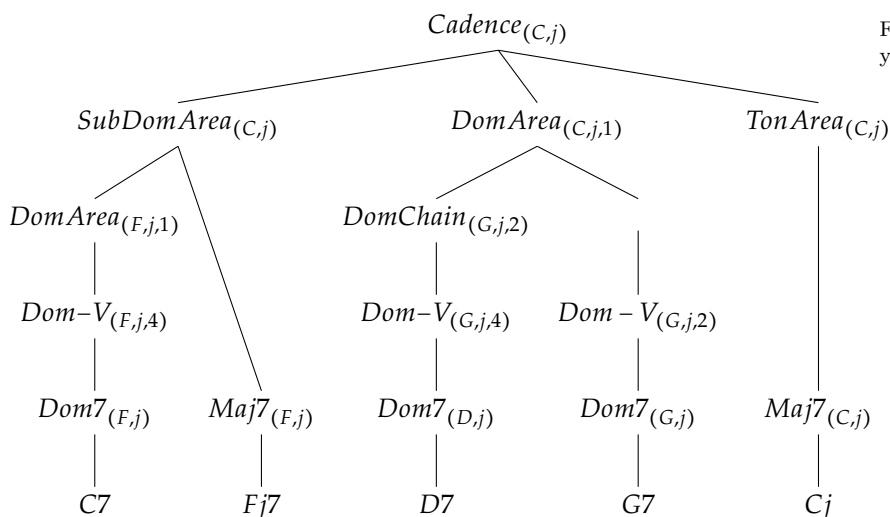 Cadence(C,j)
F
y
SubDomArea(C,j) DomArea(C,j,1) TonArea(C,j)
DomArea(F,j,1) DomChain(G,j,2)
Dom–V(F,j,4) Dom–V(G,j,4) Dom – V(G,j,2)
Dom7(F,j) Maj7(F,j) Dom7(D,j) Dom7(G,j) Maj7(C,j)
C7 Fj7 D7 G7 Cj